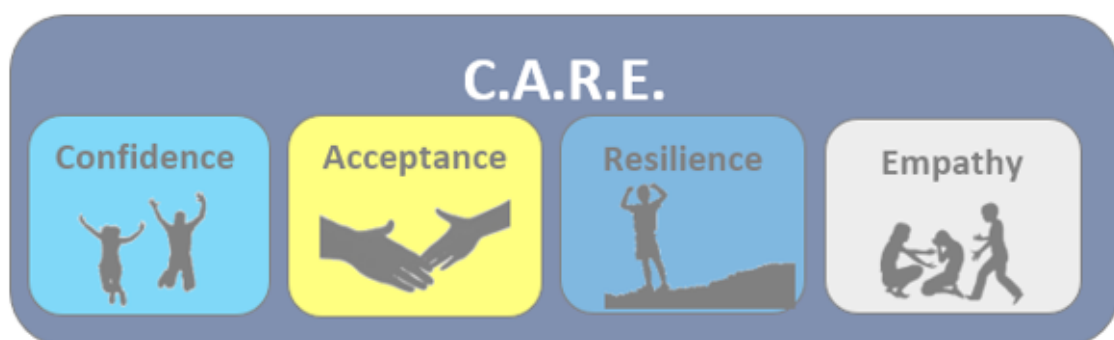 C.A.R.E.
Confidence
Acceptance
Resilience
Empathy